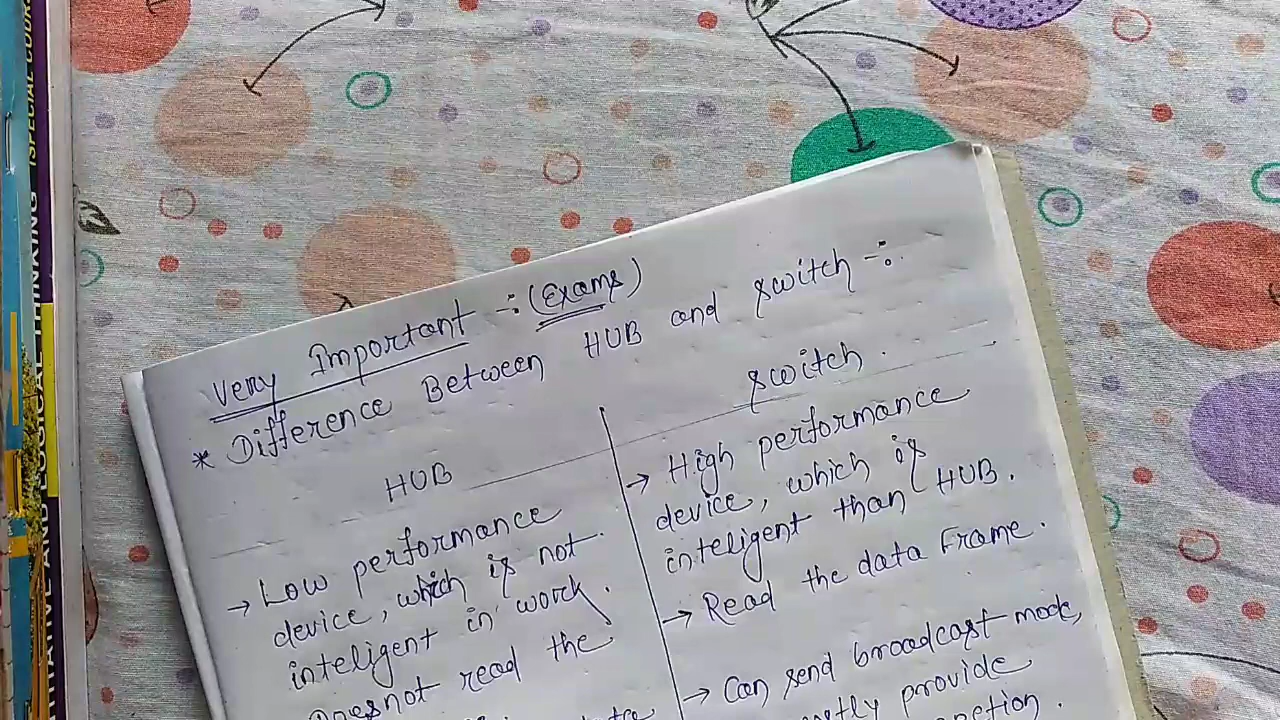 Very Important -: (Exams)
* Difference Between HUB and switch -:
HUB
→ Low performance
device, which is not
inteligent in work.
Doesnot read the
switch.
→ High performance
device, which is
inteligent than HUB.
→ Read the data Frame.
→ Can send broadcast mode,
provide